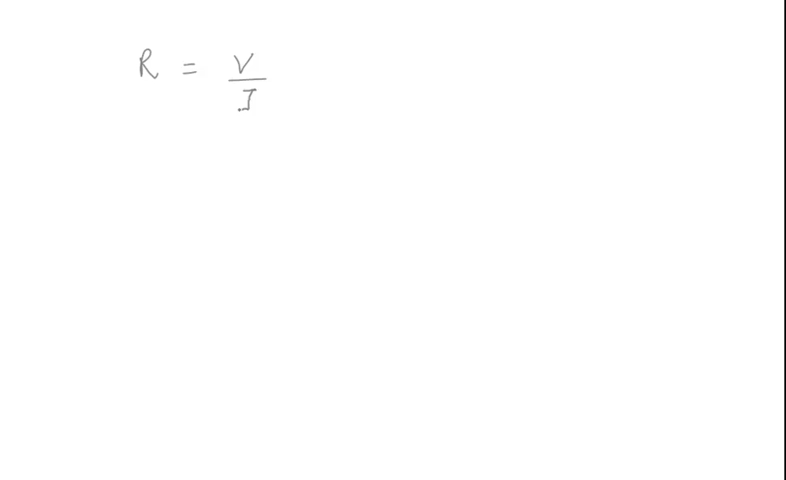 R = V/I